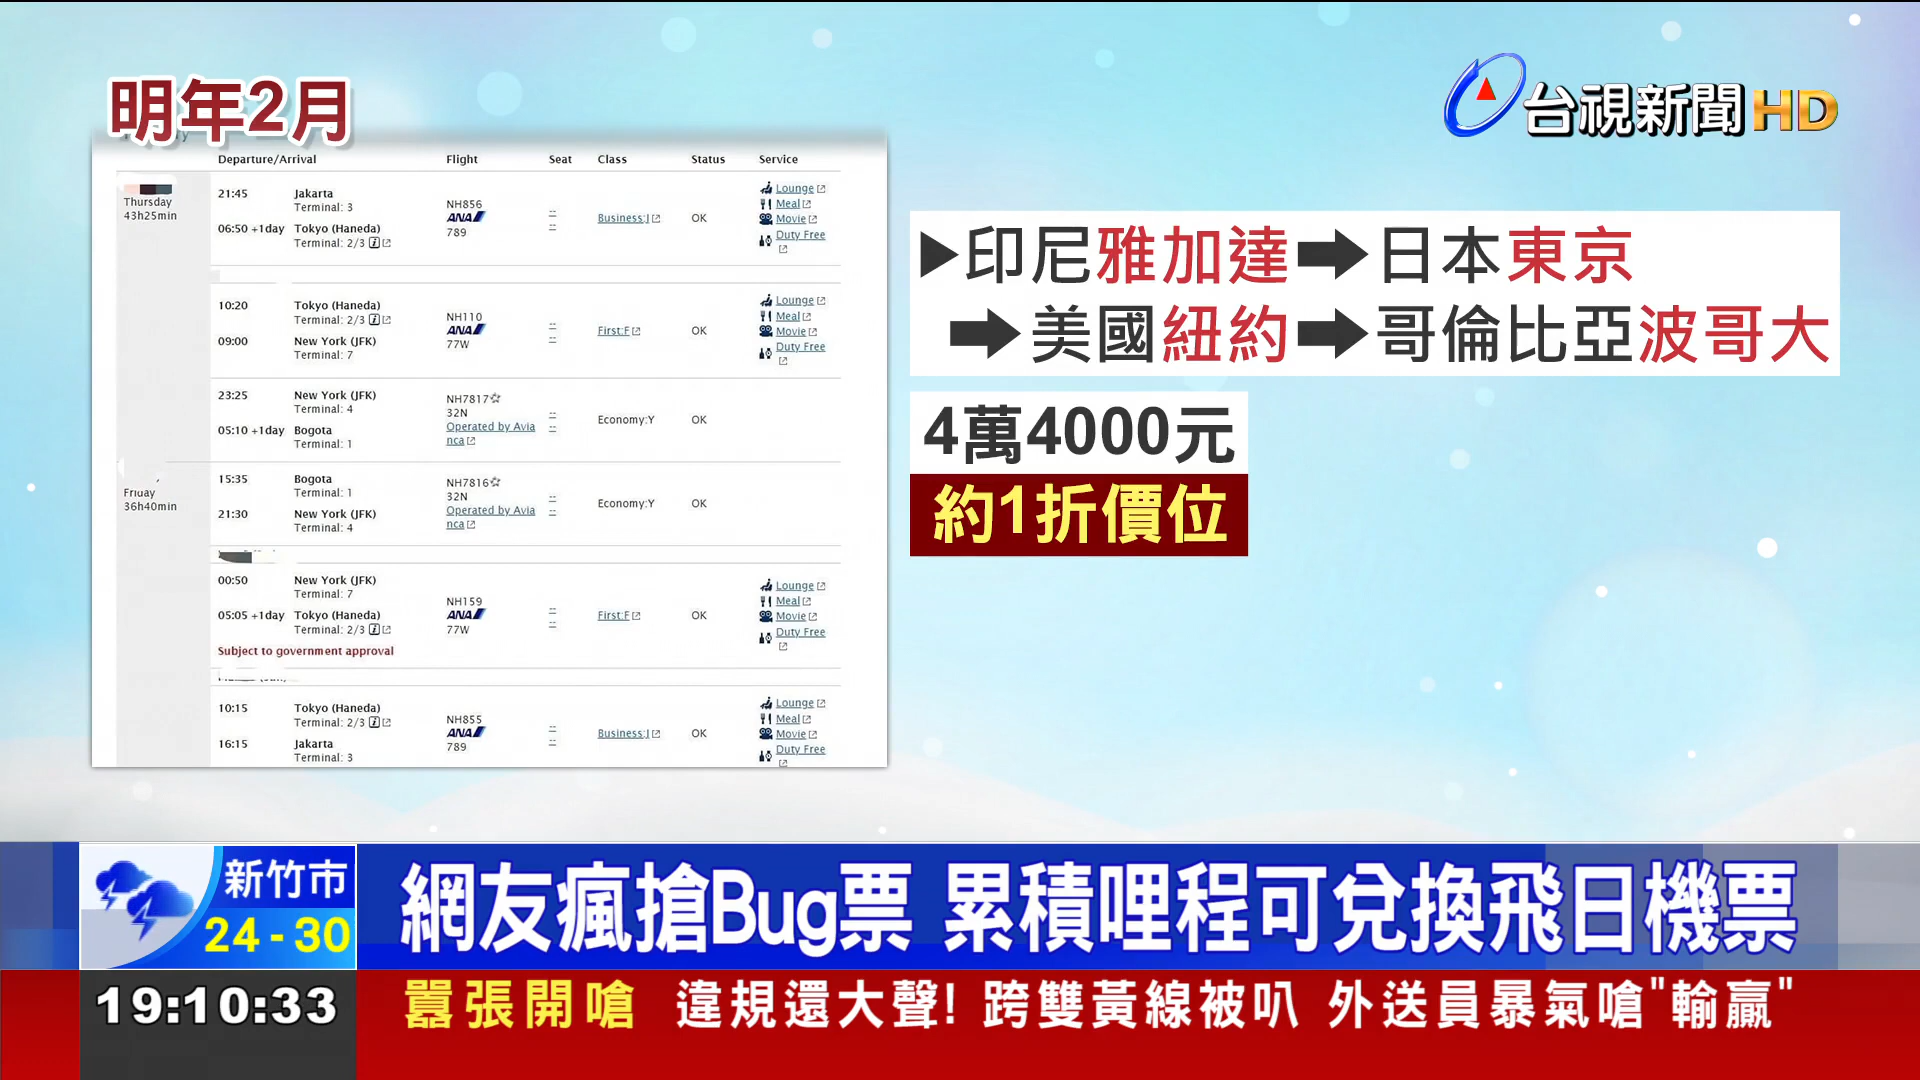 明年2月
台視新聞HD
Departure/Arrival Flight Seat Class Status Service
Thursday
43h25min
21:45 Jakarta
Terminal: 3
06:50 +1day Tokyo (Haneda)
Terminal: 2/3
NH856
ANA
789
--
--
Business:J
OK
Lounge
Meal
Movie
Duty Free
10:20 Tokyo (Haneda)
Terminal: 2/3
09:00 New York (JFK)
Terminal: 7
NH110
ANA
77W
--
--
First:F
OK
Lounge
Meal
Movie
Duty Free
23:25 New York (JFK)
Terminal: 4
05:10 +1day Bogota
Terminal: 1
NH7817
32N
Operated by Avia
nca
--
--
Economy:Y
OK
Friday
36h40min
15:35 Bogota
Terminal: 1
21:30 New York (JFK)
Terminal: 4
NH7816
32N
Operated by Avia
nca
--
--
Economy:Y
OK
00:50 New York (JFK)
Terminal: 7
05:05 +1day Tokyo (Haneda)
Terminal: 2/3
Subject to government approval
NH159
ANA
77W
--
--
First:F
OK
Lounge
Meal
Movie
Duty Free
10:15 Tokyo (Haneda)
Terminal: 2/3
16:15 Jakarta
Terminal: 3
NH855
ANA
789
--
--
Business:J
OK
Lounge
Meal
Movie
Duty Free
▶印尼雅加達➡日本東京
➡美國紐約➡哥倫比亞波哥大
4萬4000元
約1折價位
新竹市
24-30
網友瘋搶Bug票 累積哩程可兌換飛日機票
19:10:33
囂張開嗆 違規還大聲! 跨雙黃線被叭 外送員暴氣嗆"輸贏"